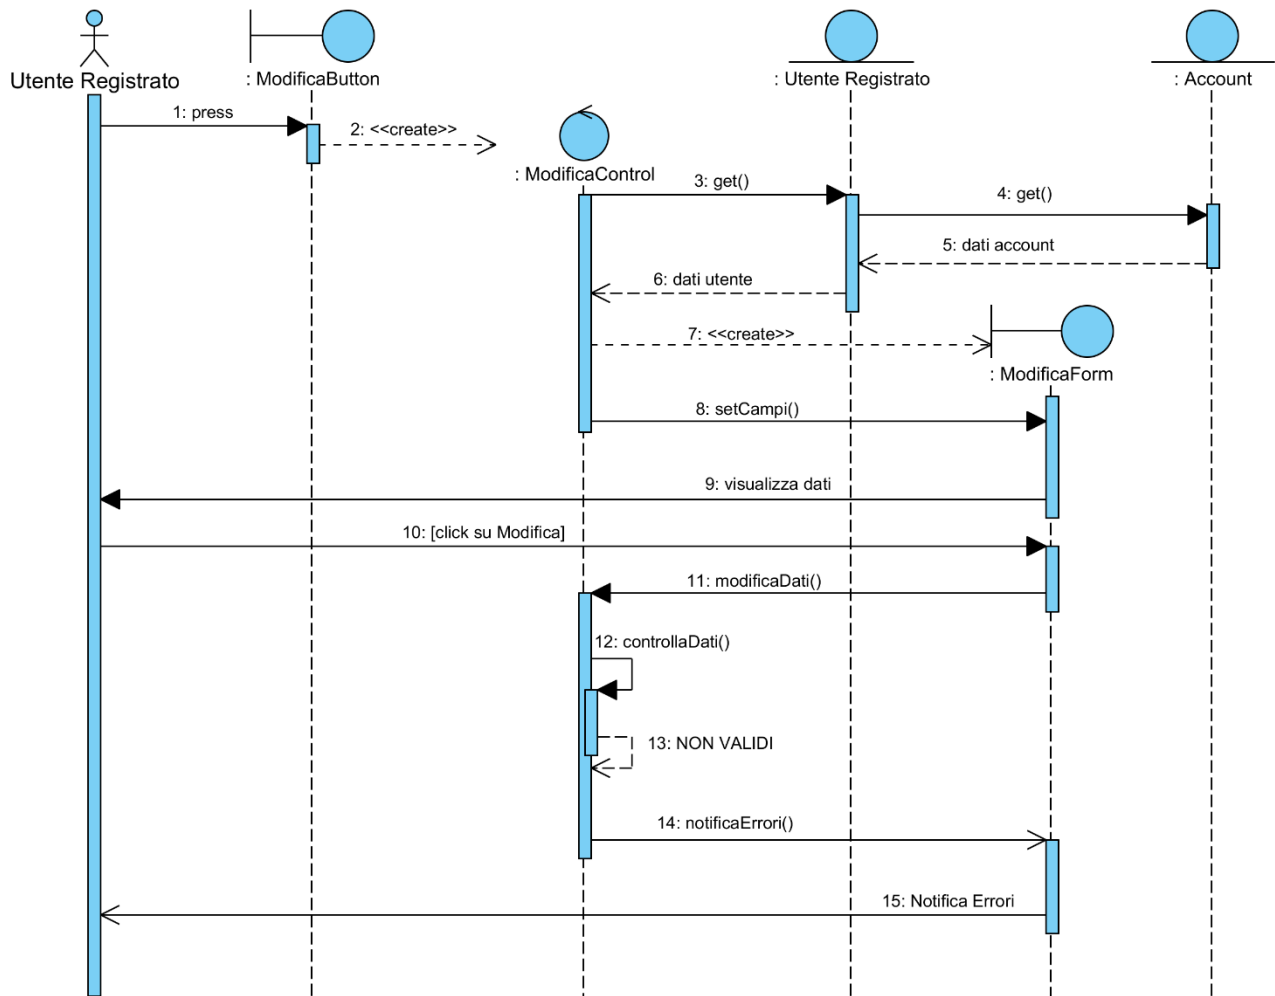 Utente Registrato
: ModificaButton
: Utente Registrato
: Account
1: press
2: <<create>>
: ModificaControl
3: get()
4: get()
5: dati account
6: dati utente
7: <<create>>
: ModificaForm
8: setCampi()
9: visualizza dati
10: [click su Modifica]
11: modificaDati()
12: controllaDati()
13: NON VALIDI
14: notificaErrori()
15: Notifica Errori